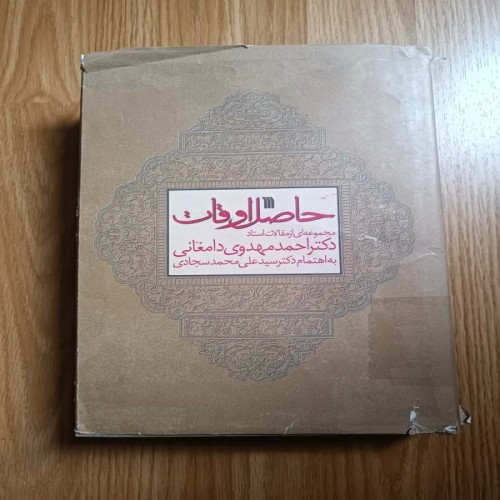 حاصل اوقات
مجموعه‌ای از مقالات استاد
دکتر احمد مهدوی دامغانی
به اهتمام دکتر سید علی محمد سجادی